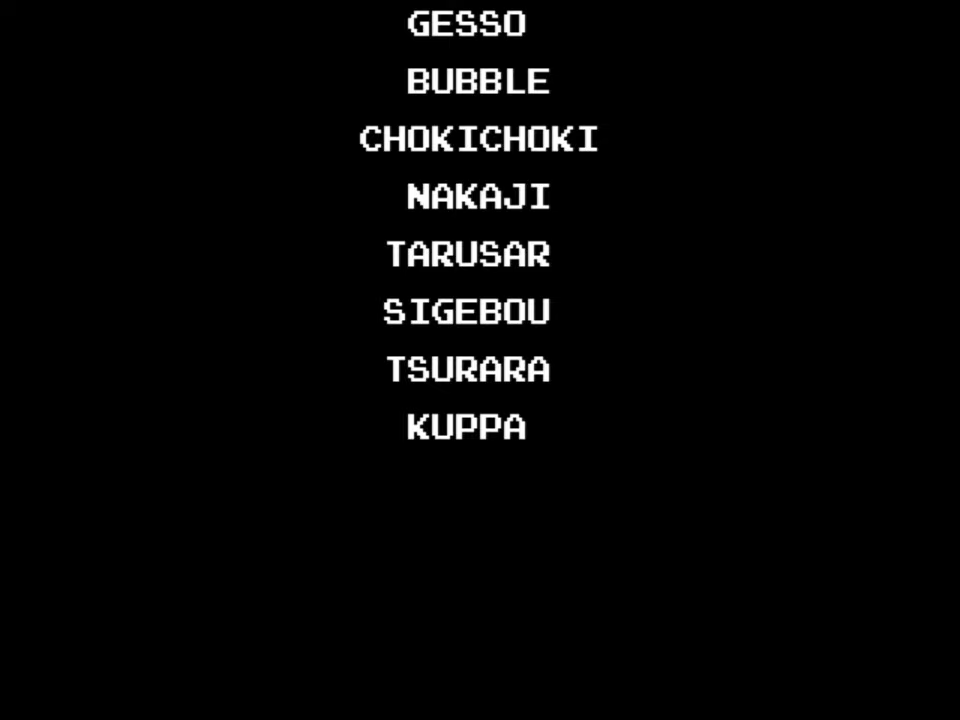 GESSO
BUBBLE
CHOKICHOKI
NAKAJI
TARUSAR
SIGEBOU
TSURARA
KUPPA